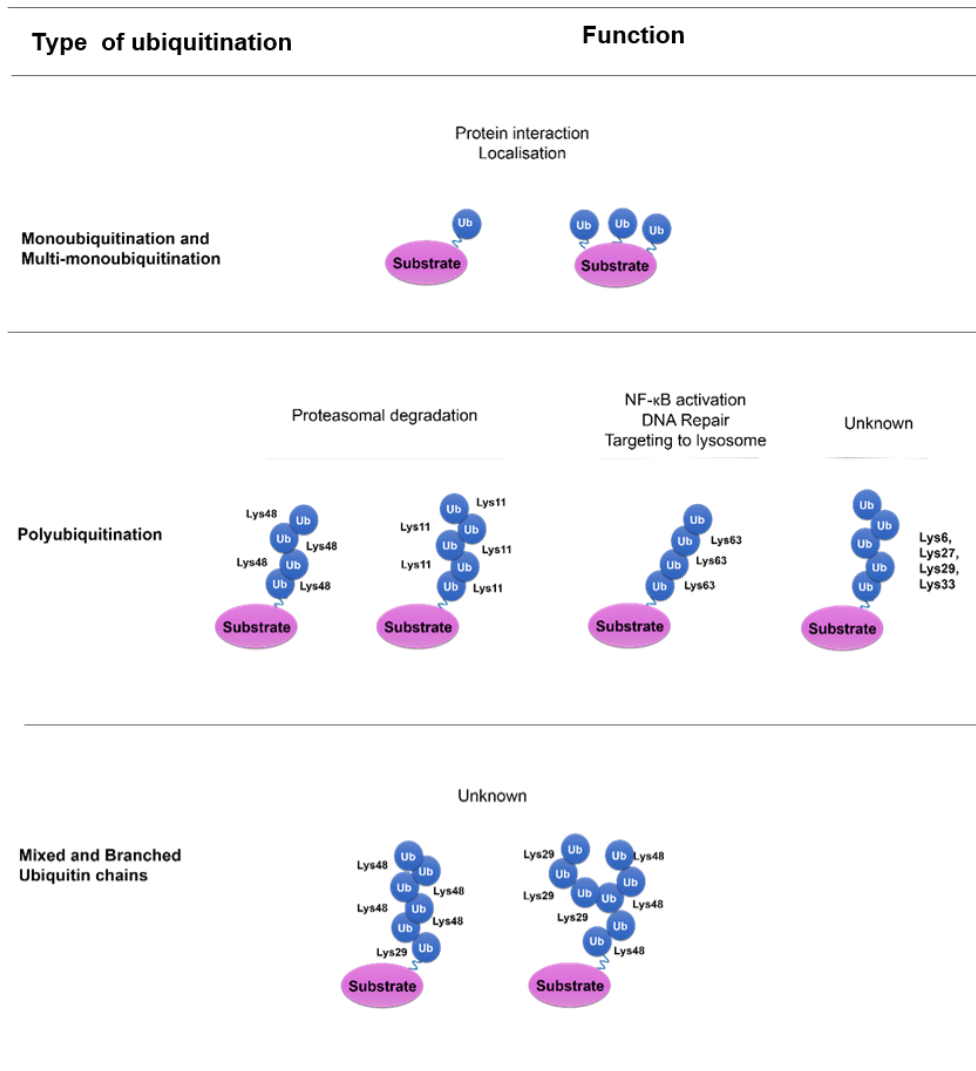 Type of ubiquitination
Function
Protein interaction
Localisation
Monoubiquitination and
Multi-monoubiquitination
Ub
Substrate
Ub
Ub
Ub
Substrate
Proteasomal degradation
NF-κB activation
DNA Repair
Targeting to lysosome
Unknown
Polyubiquitination
Lys48
Ub
Ub
Lys48
Lys48
Ub
Ub
Lys48
Substrate
Lys11
Ub
Lys11
Ub
Ub
Lys11
Lys11
Ub
Ub
Lys11
Substrate
Ub
Ub
Lys63
Ub
Lys63
Ub
Lys63
Substrate
Ub
Ub
Ub
Ub
Ub
Lys6,
Lys27,
Lys29,
Lys33
Substrate
Unknown
Mixed and Branched
Ubiquitin chains
Ub
Lys48
Ub
Ub
Lys48
Lys48
Ub
Lys48
Ub
Lys29
Ub
Substrate
Lys29
Ub
Ub
Lys48
Ub
Ub
Lys29
Ub
Ub
Lys48
Lys29
Ub
Ub
Lys48
Substrate